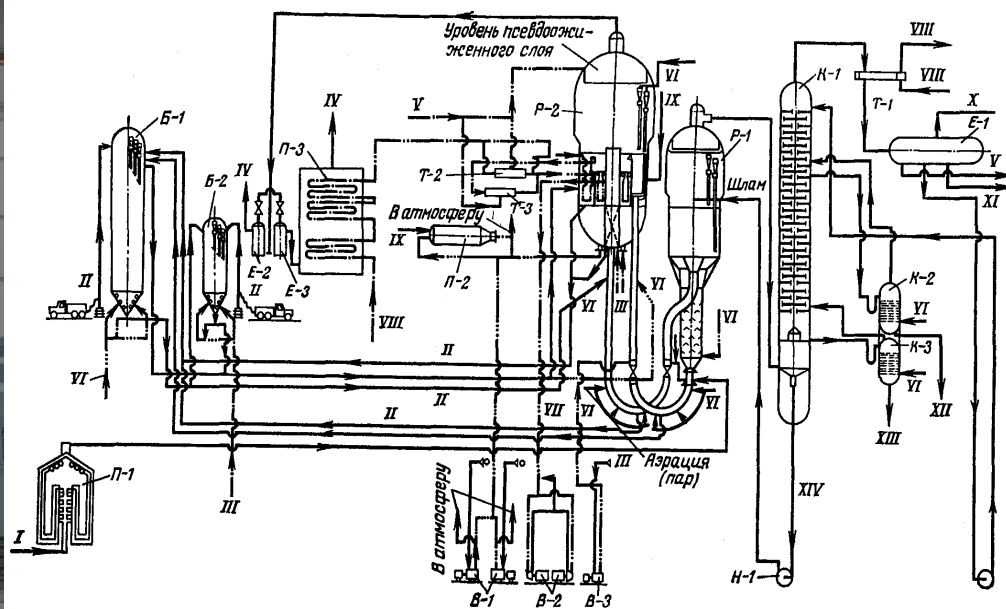 Уровень псевдоожи-
женного слоя
К-1
VIII
VIII
Т-1
X
Е-1
V
XI
Б-1
IV
П-3
V
Р-2
VI
IX
Р-1
Б-2
IV
Т-2
Т-3
Шлам
В атмосферу
IX
П-2
II
Е-2
Е-3
II
VIII
VI
III
VI
VI
К-2
VI
К-3
VI
XII
XIII
VI
II
II
VII
VI
VI
II
Аэрация
(пар)
III
П-1
III
I
В атмосферу
XIV
В-1
В-2
В-3
Н-1